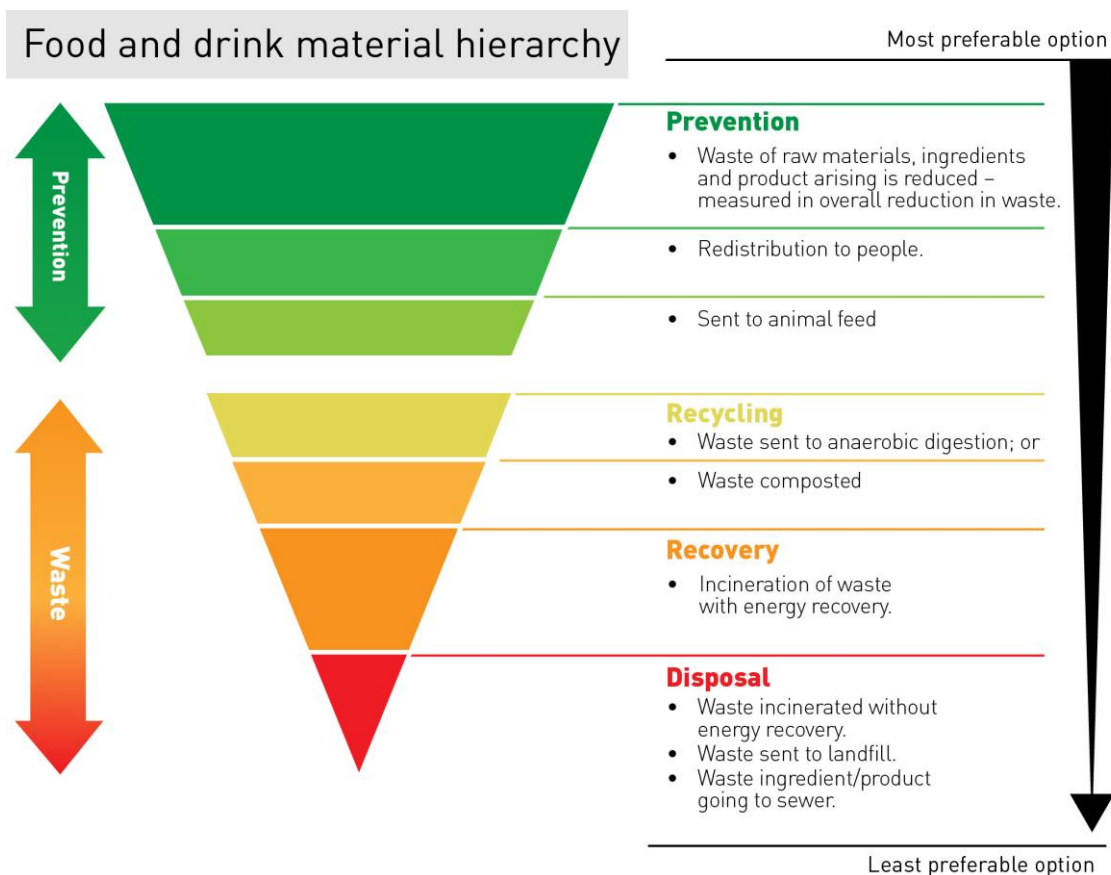 Food and drink material hierarchy
Most preferable option
Prevention
Prevention
• Waste of raw materials, ingredients
and product arising is reduced –
measured in overall reduction in waste.
• Redistribution to people.
• Sent to animal feed
Waste
Recycling
• Waste sent to anaerobic digestion; or
• Waste composted
Recovery
• Incineration of waste
with energy recovery.
Disposal
• Waste incinerated without
energy recovery.
• Waste sent to landfill.
• Waste ingredient/product
going to sewer.
Least preferable option